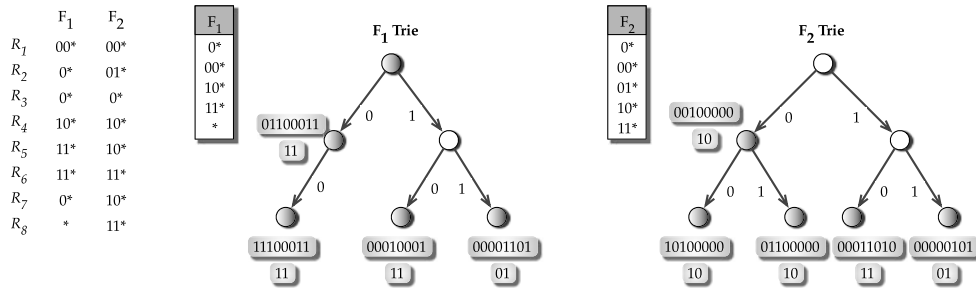 F1 F2
R1 00* 00*
R2 0* 01*
R3 0* 0*
R4 10* 10*
R5 11* 10*
R6 11* 11*
R7 0* 10*
R8 * 11*
F1
0*
00*
10*
11*
*
F1 Trie
0 1
01100011
11
0 0 1
11100011 00010001 00001101
11 11 01
F2
0*
00*
01*
10*
11*
F2 Trie
0 1
00100000
10
0 1 0 1
10100000 01100000 00011010 00000101
10 10 11 01